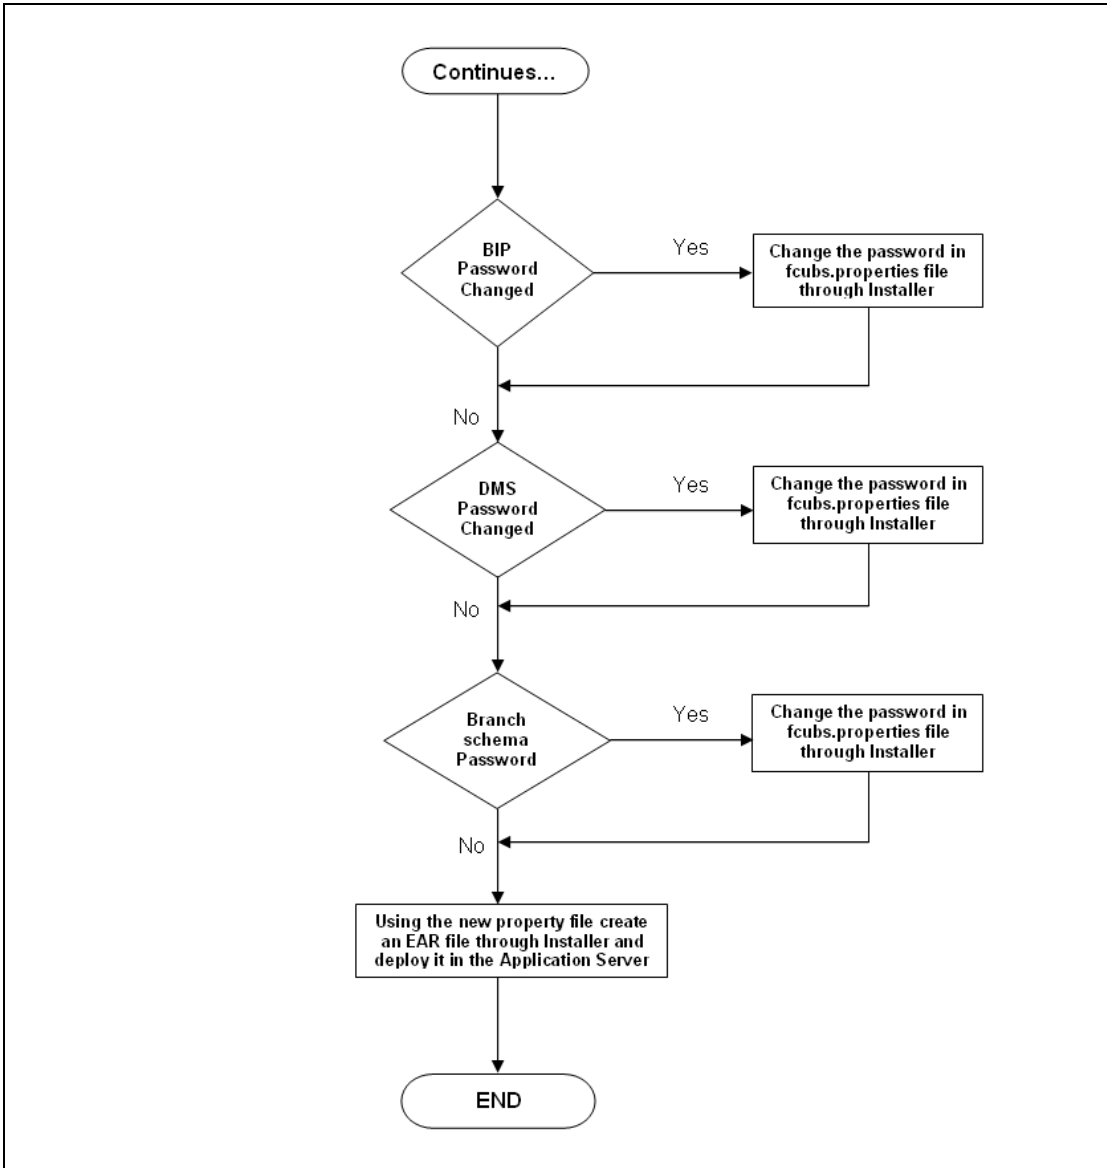 Continues...
BIP
Password
Changed
Yes
Change the password in
fcubs.properties file
through Installer
No
DMS
Password
Changed
Yes
Change the password in
fcubs.properties file
through Installer
No
Branch
schema
Password
Yes
Change the password in
fcubs.properties file
through Installer
No
Using the new property file create
an EAR file through Installer and
deploy it in the Application Server
END